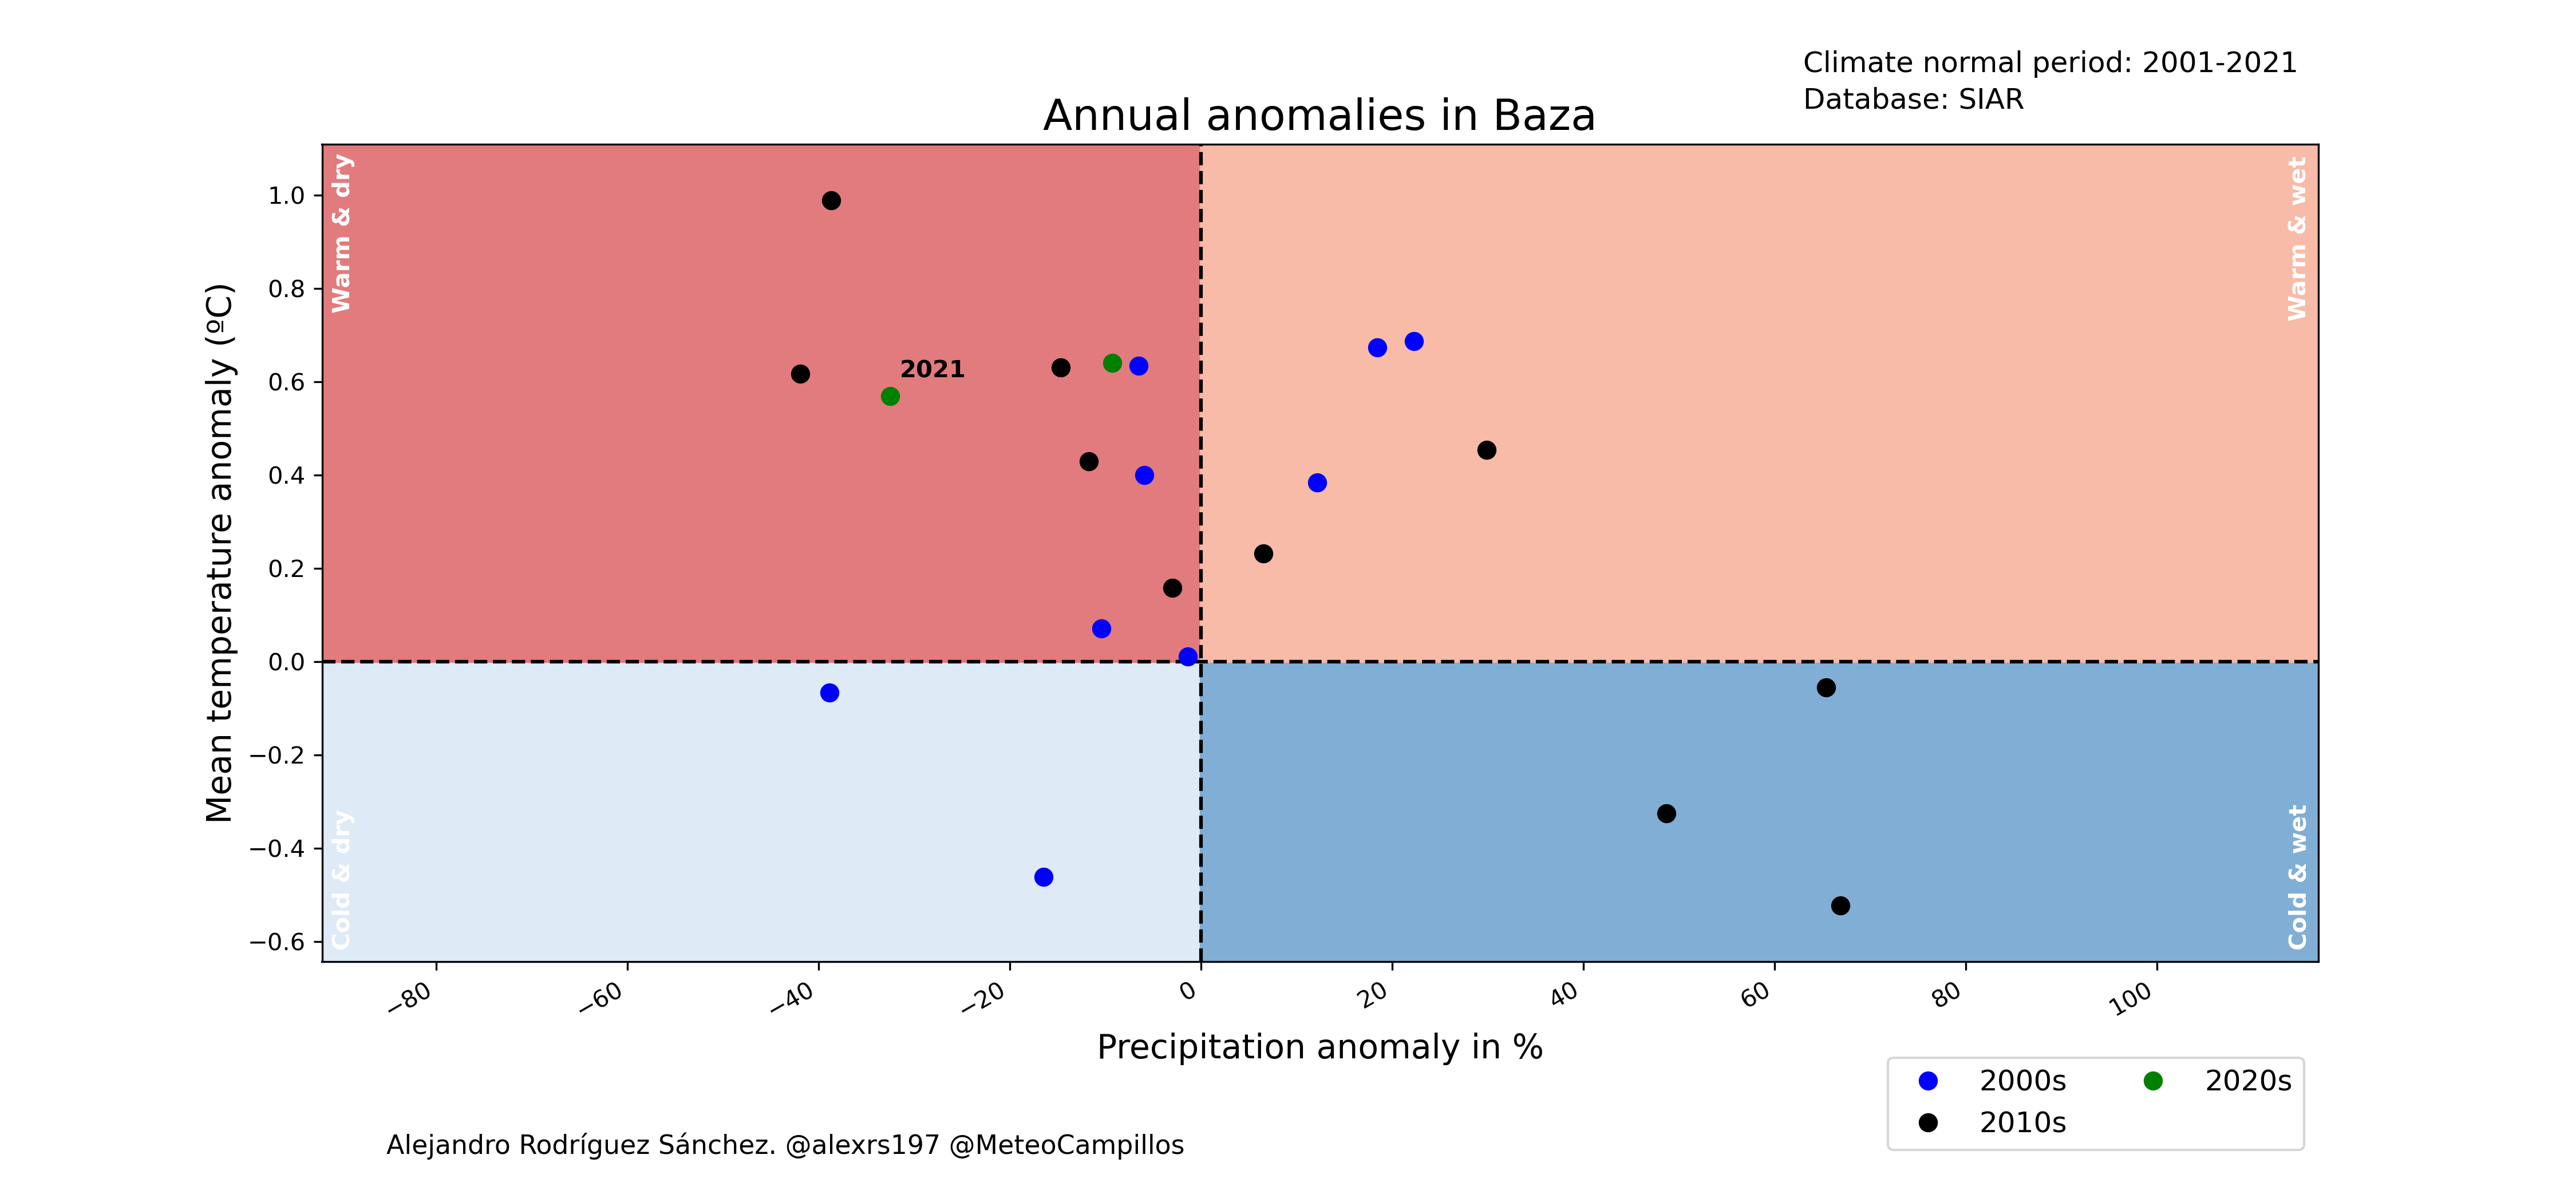 Climate normal period: 2001-2021
Database: SIAR
Annual anomalies in Baza
Warm & dry
Warm & wet
Cold & dry
Cold & wet
2021
Mean temperature anomaly (ºC)
1.0
0.8
0.6
0.4
0.2
0.0
−0.2
−0.4
−0.6
−80
−60
−40
−20
0
20
40
60
80
100
Precipitation anomaly in %
2000s
2010s
2020s
Alejandro Rodríguez Sánchez. @alexrs197 @MeteoCampillos